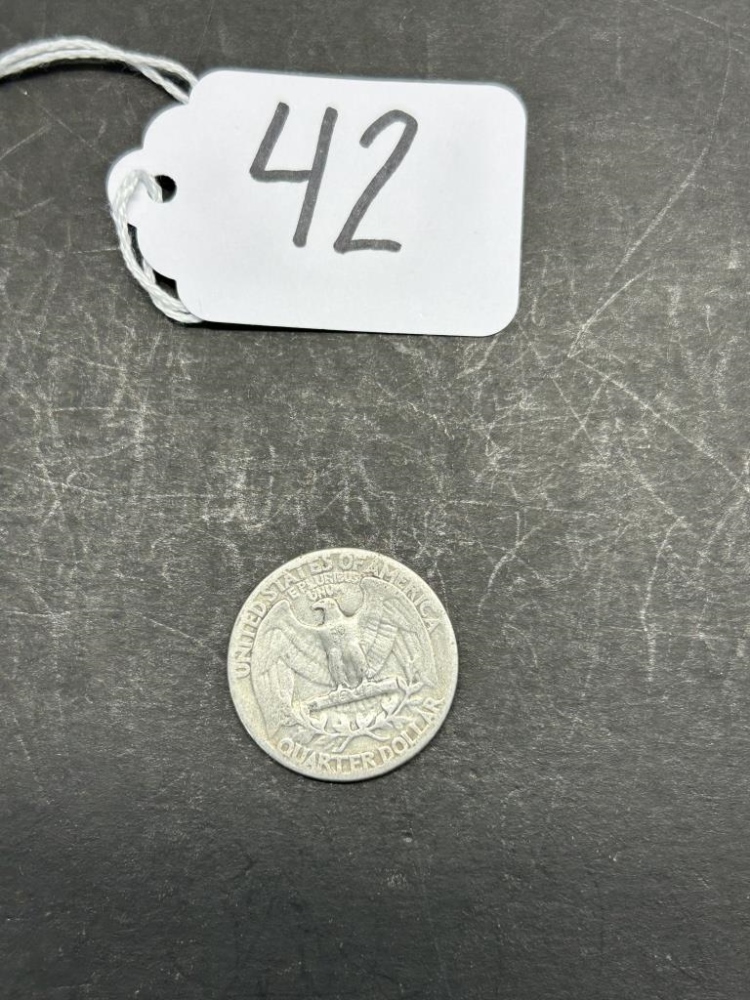 42
UNITED STATES OF AMERICA
E PLURIBUS
UNUM
QUARTER DOLLAR